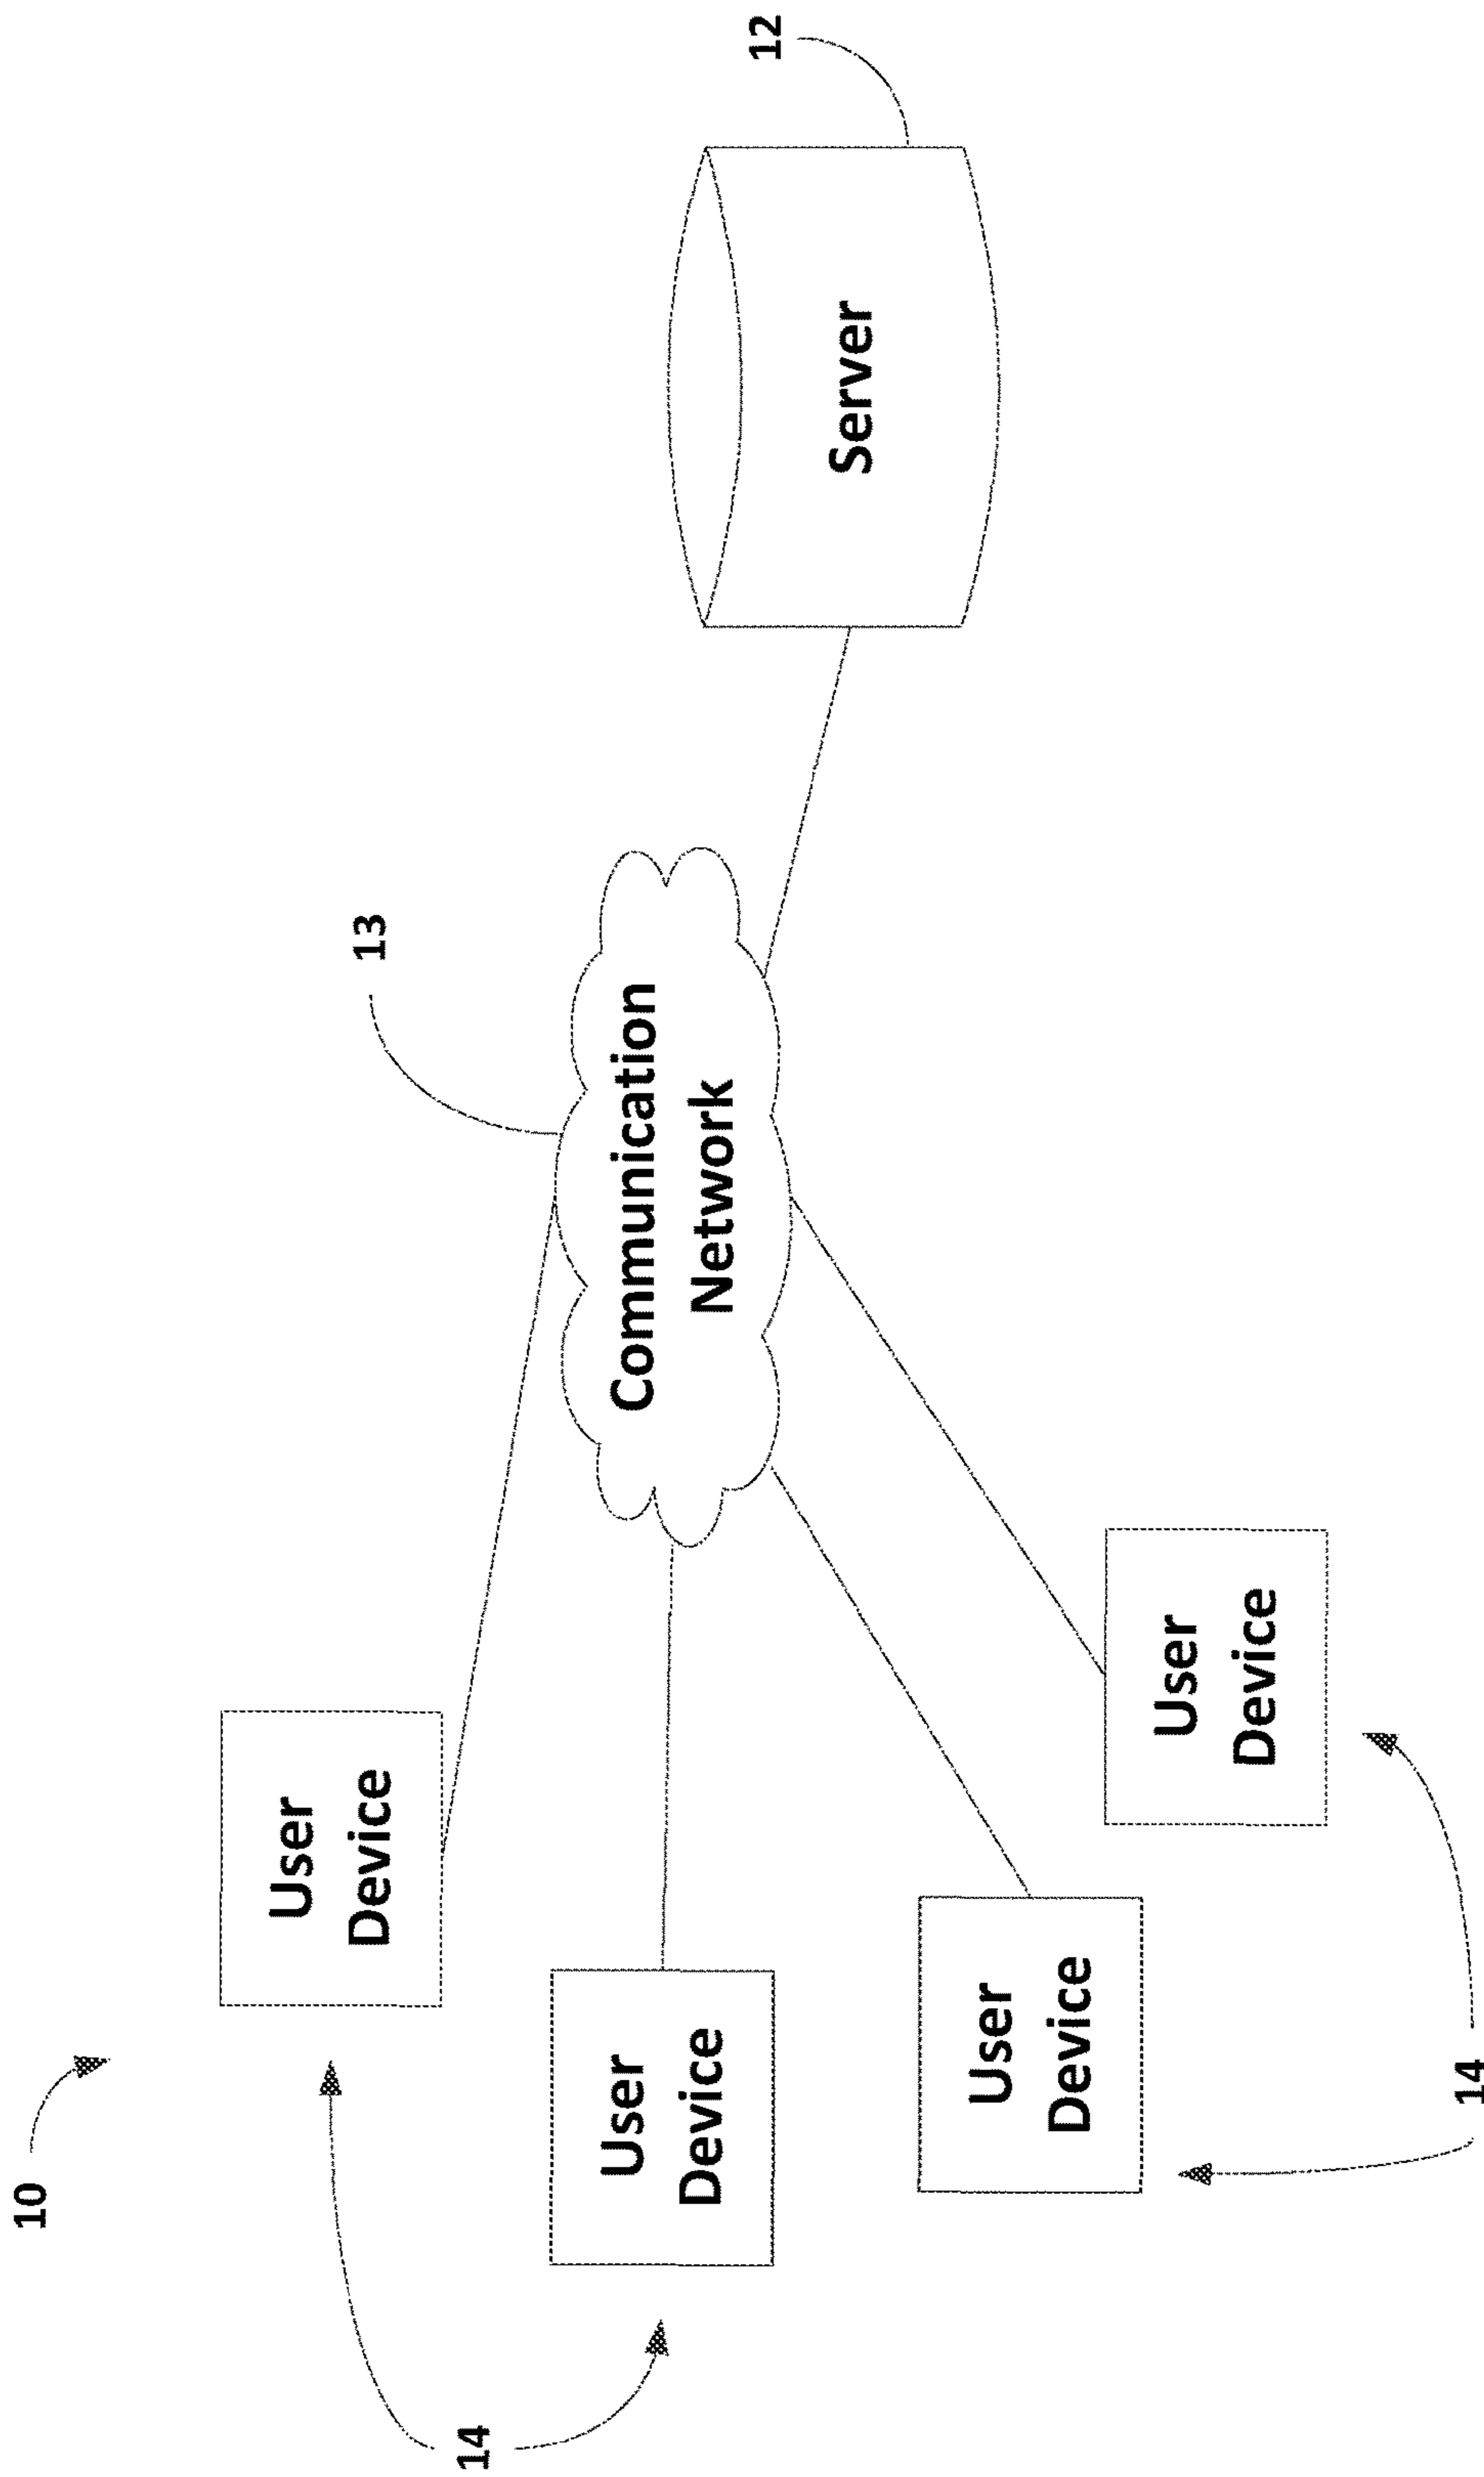 10
14
User
Device
User
Device
User
Device
User
Device
14
13
Communication
Network
Server
12